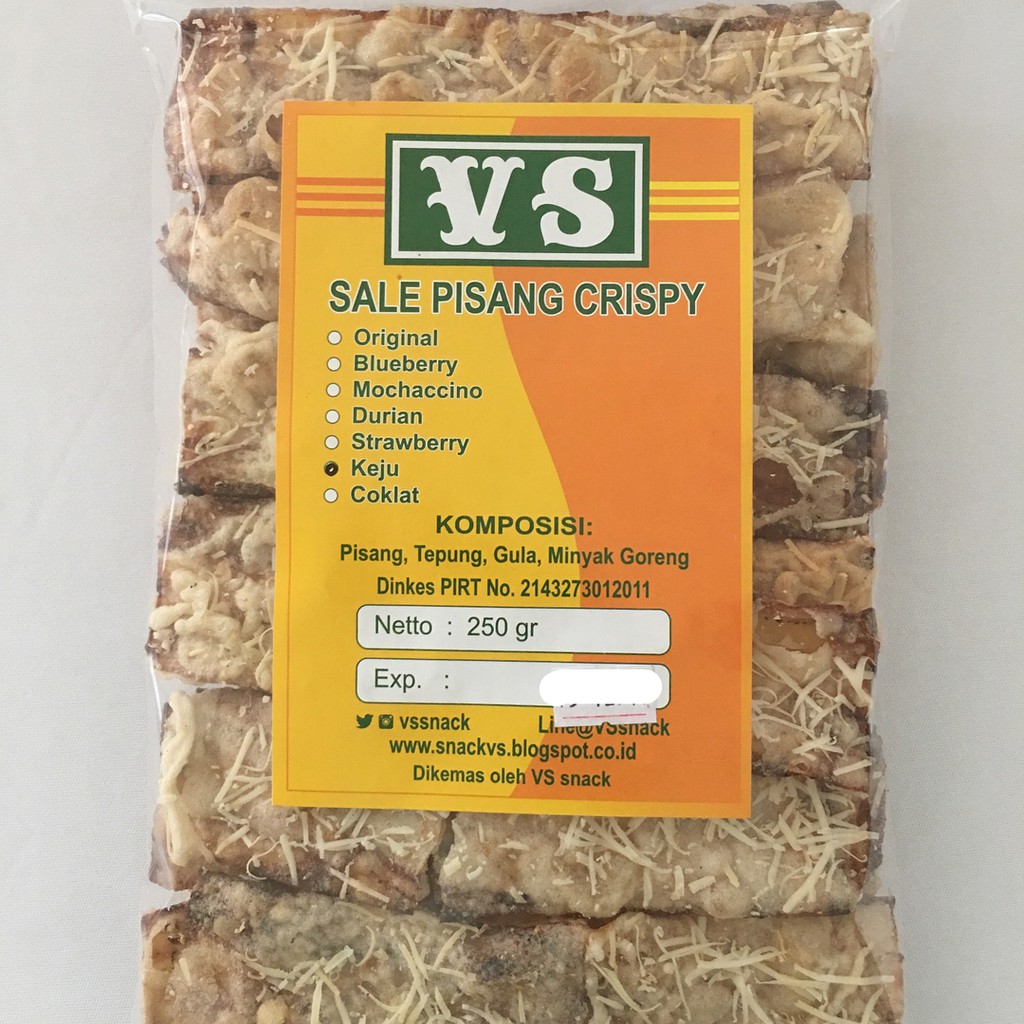 VS
SALE PISANG CRISPY
Original
Blueberry
Mochaccino
Durian
Strawberry
Keju
Coklat
KOMPOSISI:
Pisang, Tepung, Gula, Minyak Goreng
Dinkes PIRT No. 2143273012011
Netto : 250 gr
Exp. :
vssnack Line@VSsnack
www.snackvs.blogspot.co.id
Dikemas oleh VS snack